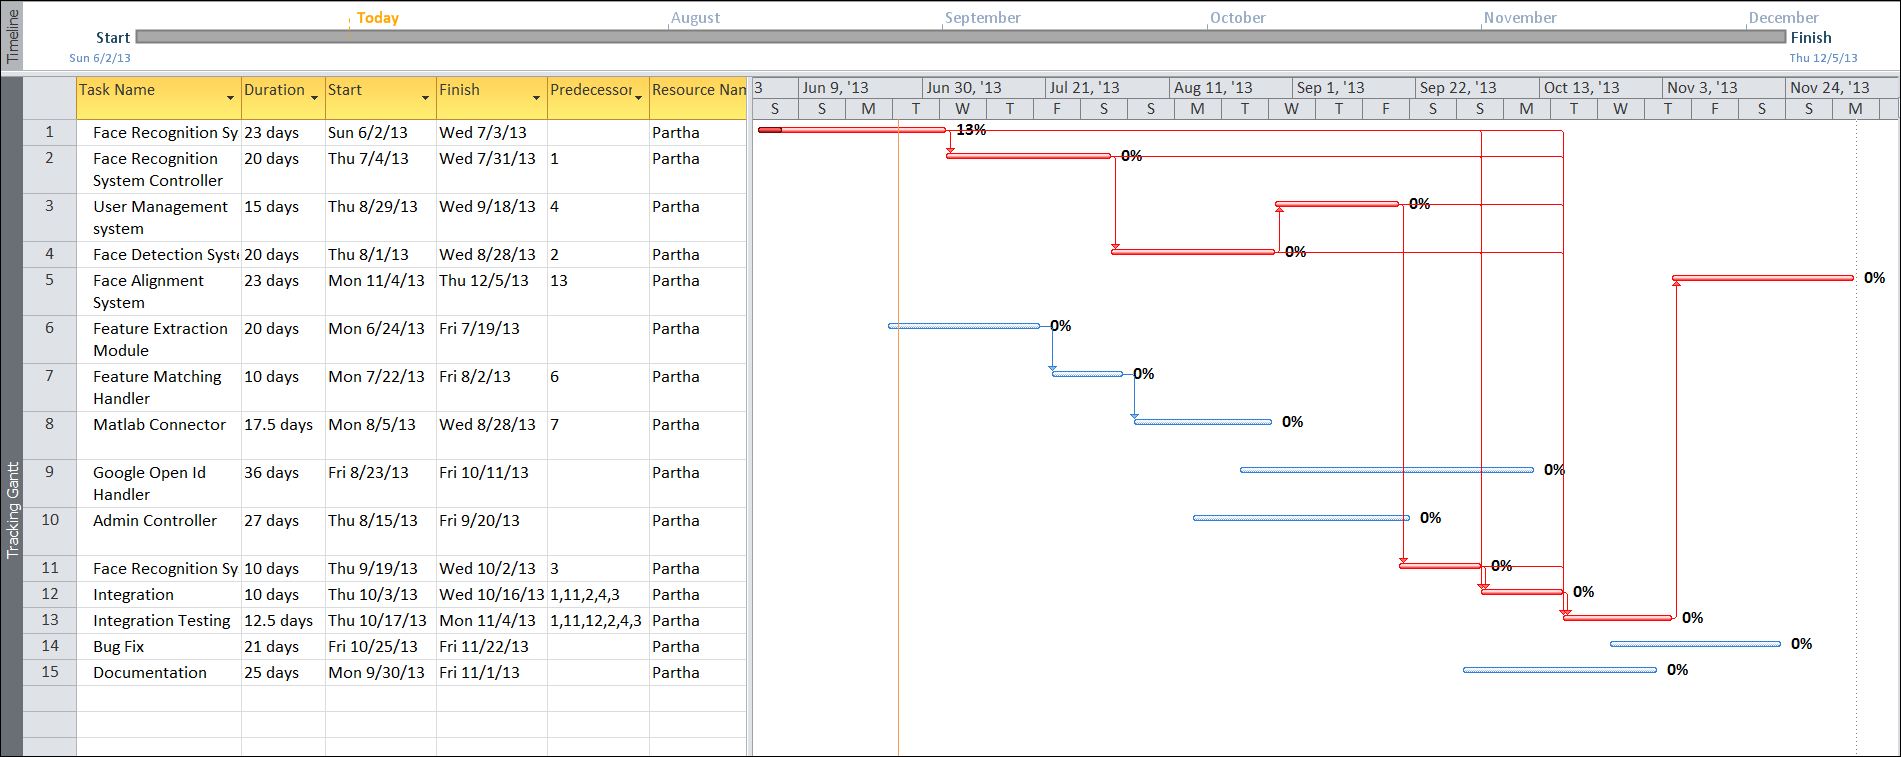 Timeline
Today
August
September
October
November
December
Start
Finish
Sun 6/2/13
Thu 12/5/13
Tracking Gantt
Task Name Duration Start Finish Predecessor Resource Nan
3 Jun 9, '13 Jun 30, '13 Jul 21, '13 Aug 11, '13 Sep 1, '13 Sep 22, '13 Oct 13, '13 Nov 3, '13 Nov 24, '13
S S M T W T F S S M T W T F S S M T W T F S S M
1 Face Recognition Sy 23 days Sun 6/2/13 Wed 7/3/13 Partha 13%
2 Face Recognition 20 days Thu 7/4/13 Wed 7/31/13 1 Partha 0%
System Controller
3 User Management 15 days Thu 8/29/13 Wed 9/18/13 4 Partha 0%
system
4 Face Detection Syste 20 days Thu 8/1/13 Wed 8/28/13 2 Partha 0%
5 Face Alignment 23 days Mon 11/4/13 Thu 12/5/13 13 Partha 0%
System
6 Feature Extraction 20 days Mon 6/24/13 Fri 7/19/13 Partha 0%
Module
7 Feature Matching 10 days Mon 7/22/13 Fri 8/2/13 6 Partha 0%
Handler
8 Matlab Connector 17.5 days Mon 8/5/13 Wed 8/28/13 7 Partha 0%
9 Google Open Id 36 days Fri 8/23/13 Fri 10/11/13 Partha 0%
Handler
10 Admin Controller 27 days Thu 8/15/13 Fri 9/20/13 Partha 0%
11 Face Recognition Sy 10 days Thu 9/19/13 Wed 10/2/13 3 Partha 0%
12 Integration 10 days Thu 10/3/13 Wed 10/16/13 1,11,2,4,3 Partha 0%
13 Integration Testing 12.5 days Thu 10/17/13 Mon 11/4/13 1,11,12,2,4,3 Partha 0%
14 Bug Fix 21 days Fri 10/25/13 Fri 11/22/13 Partha 0%
15 Documentation 25 days Mon 9/30/13 Fri 11/1/13 Partha 0%